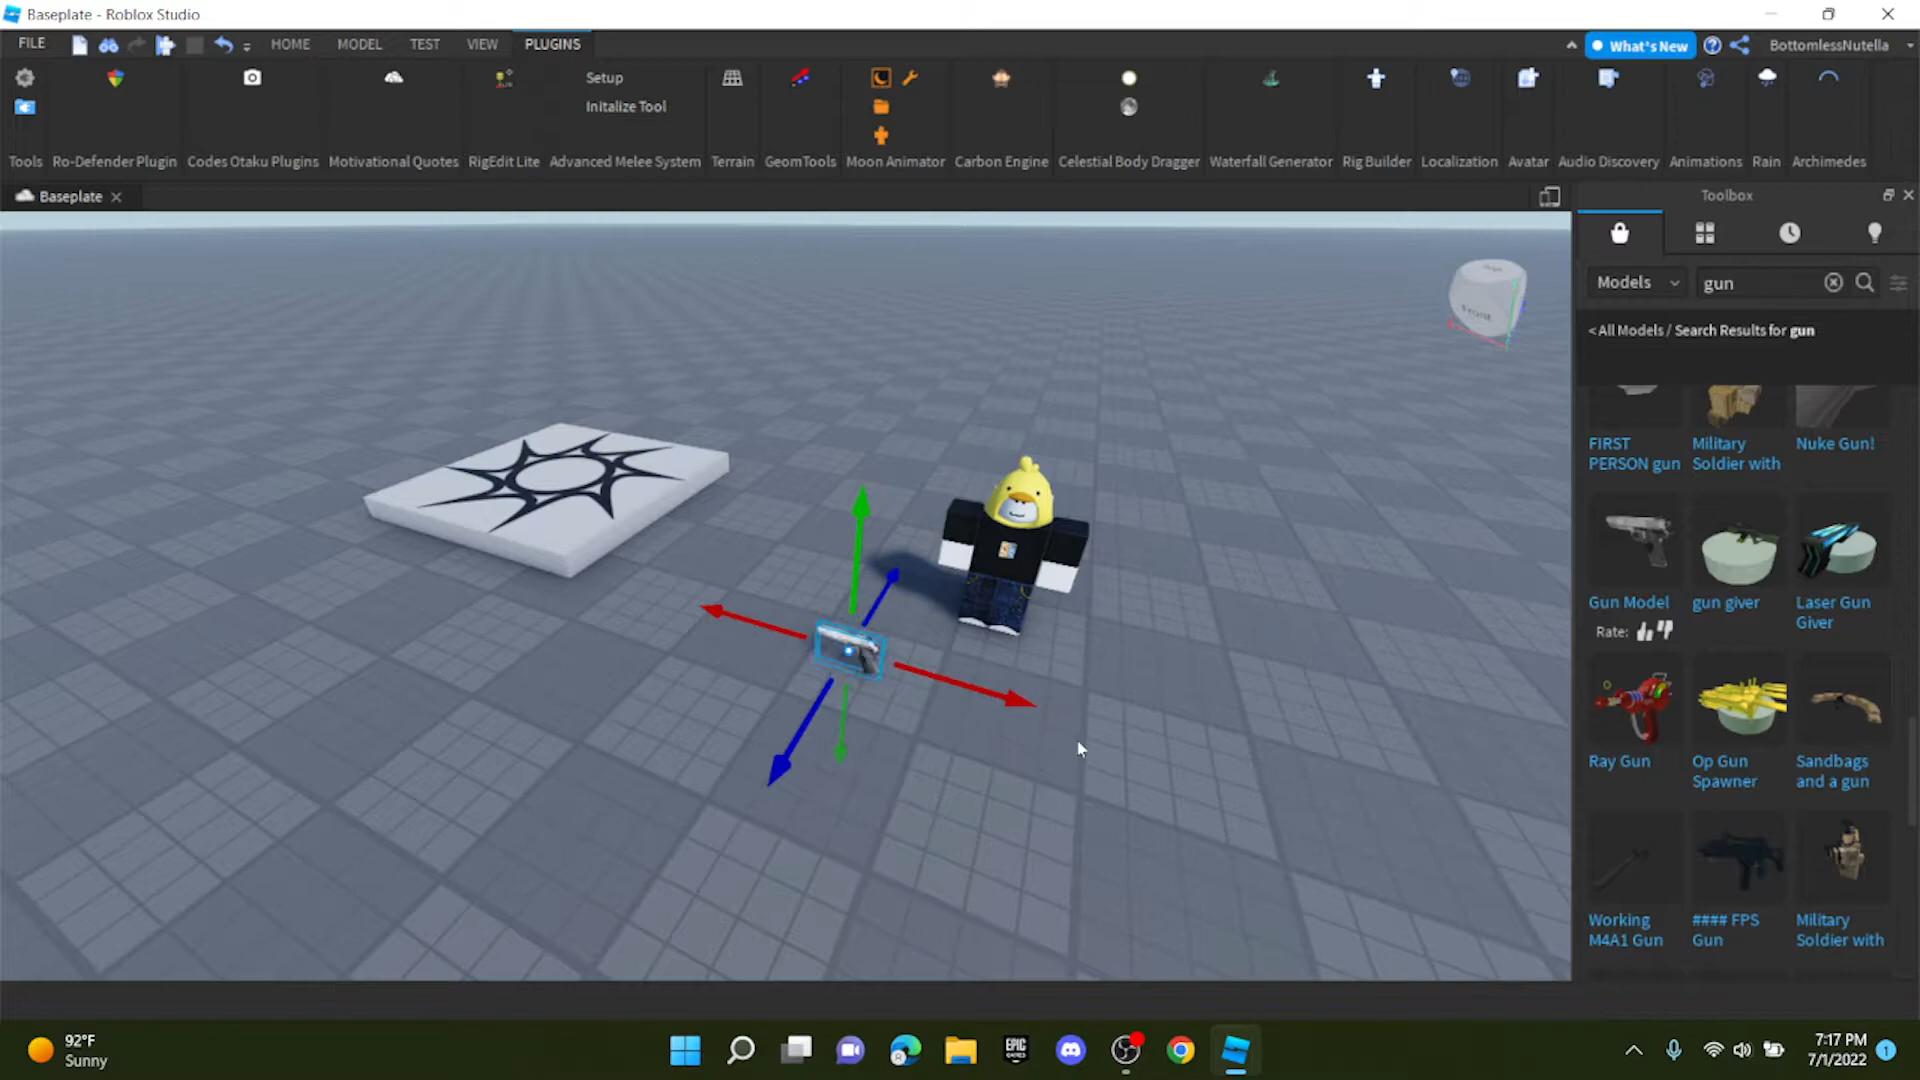 Baseplate - Roblox Studio
FILE
HOME
MODEL
TEST
VIEW
PLUGINS
What's New
BottomlessNutella
Setup
Initalize Tool
Tools
Ro-Defender Plugin
Codes Otaku Plugins
Motivational Quotes
RigEdit Lite
Advanced Melee System
Terrain
GeomTools
Moon Animator
Carbon Engine
Celestial Body Dragger
Waterfall Generator
Rig Builder
Localization
Avatar
Audio Discovery
Animations
Rain
Archimedes
Baseplate
Toolbox
Models
gun
< All Models / Search Results for gun
FIRST
PERSON gun
Military
Soldier with
Nuke Gun!
Gun Model
Rate:
gun giver
Laser Gun
Giver
Ray Gun
Op Gun
Spawner
Sandbags
and a gun
Working
M4A1 Gun
#### FPS
Gun
Military
Soldier with
92°F
Sunny
EPIC
GAMES
7:17 PM
7/1/2022
1